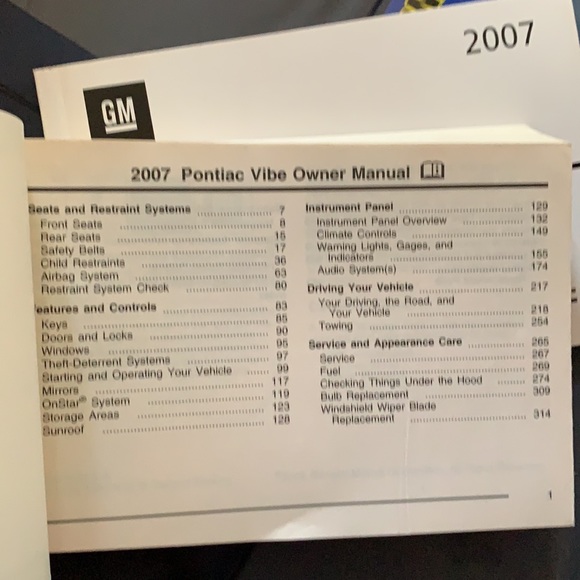 2007
GM
2007 Pontiac Vibe Owner Manual
Seats and Restraint Systems 7
Front Seats 8
Rear Seats 15
Safety Belts 17
Child Restraints 36
Airbag System 63
Restraint System Check 80
eatures and Controls 83
Keys 85
Doors and Locks 90
Windows 95
Theft-Deterrent Systems 97
Starting and Operating Your Vehicle 99
Mirrors 117
OnStar® System 119
Storage Areas 123
Sunroof 128
Instrument Panel 129
Instrument Panel Overview 132
Climate Controls 149
Warning Lights, Gages, and
Indicators 155
Audio System(s) 174
Driving Your Vehicle 217
Your Driving, the Road, and
Your Vehicle 218
Towing 254
Service and Appearance Care 265
Service 267
Fuel 269
Checking Things Under the Hood 274
Bulb Replacement 309
Windshield Wiper Blade
Replacement 314
1